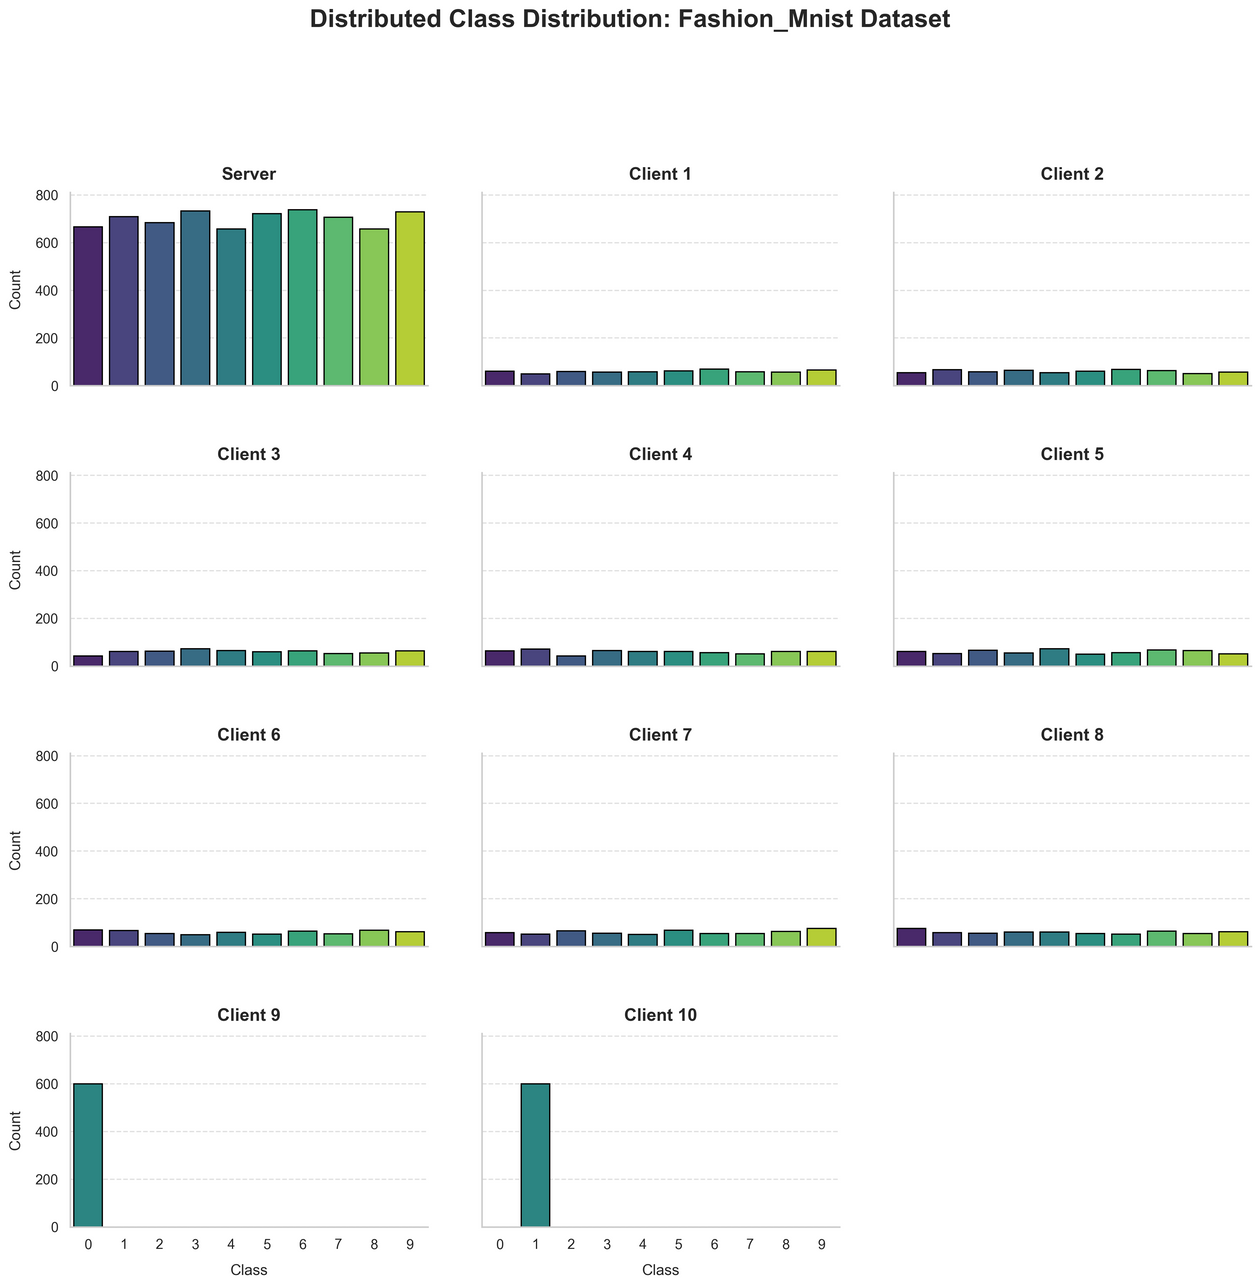 Distributed Class Distribution: Fashion_Mnist Dataset
Server
Client 1
Client 2
800
600
400
200
0
Count
Client 3
Client 4
Client 5
800
600
400
200
0
Count
Client 6
Client 7
Client 8
800
600
400
200
0
Count
Client 9
Client 10
800
600
400
200
0
Count
0 1 2 3 4 5 6 7 8 9
0 1 2 3 4 5 6 7 8 9
Class
Class